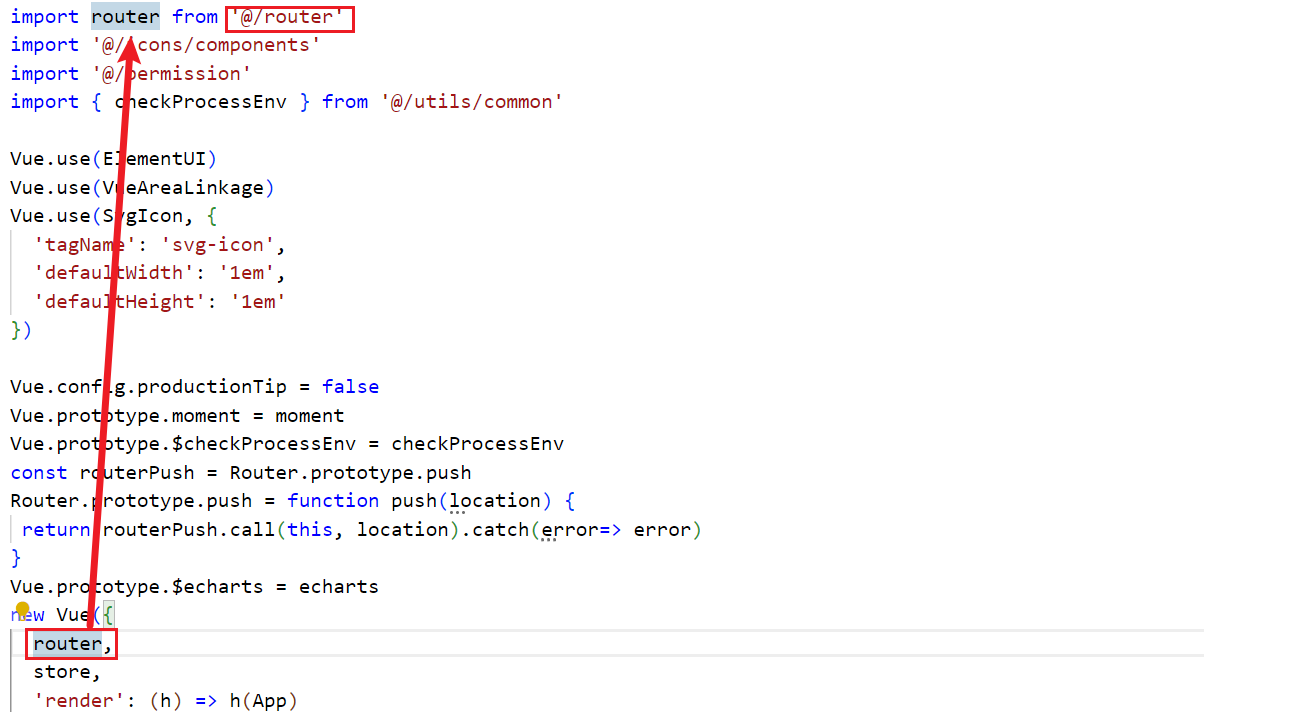 import router from '@/router'
import '@/icons/components'
import '@/permission'
import { checkProcessEnv } from '@/utils/common'
Vue.use(ElementUI)
Vue.use(VueAreaLinkage)
Vue.use(SvgIcon, {
'tagName': 'svg-icon',
'defaultWidth': '1em',
'defaultHeight': '1em'
})
Vue.config.productionTip = false
Vue.prototype.moment = moment
Vue.prototype.$checkProcessEnv = checkProcessEnv
const routerPush = Router.prototype.push
Router.prototype.push = function push(location) {
return routerPush.call(this, location).catch(error=> error)
}
Vue.prototype.$echarts = echarts
new Vue({
router,
store,
'render': (h) => h(App)